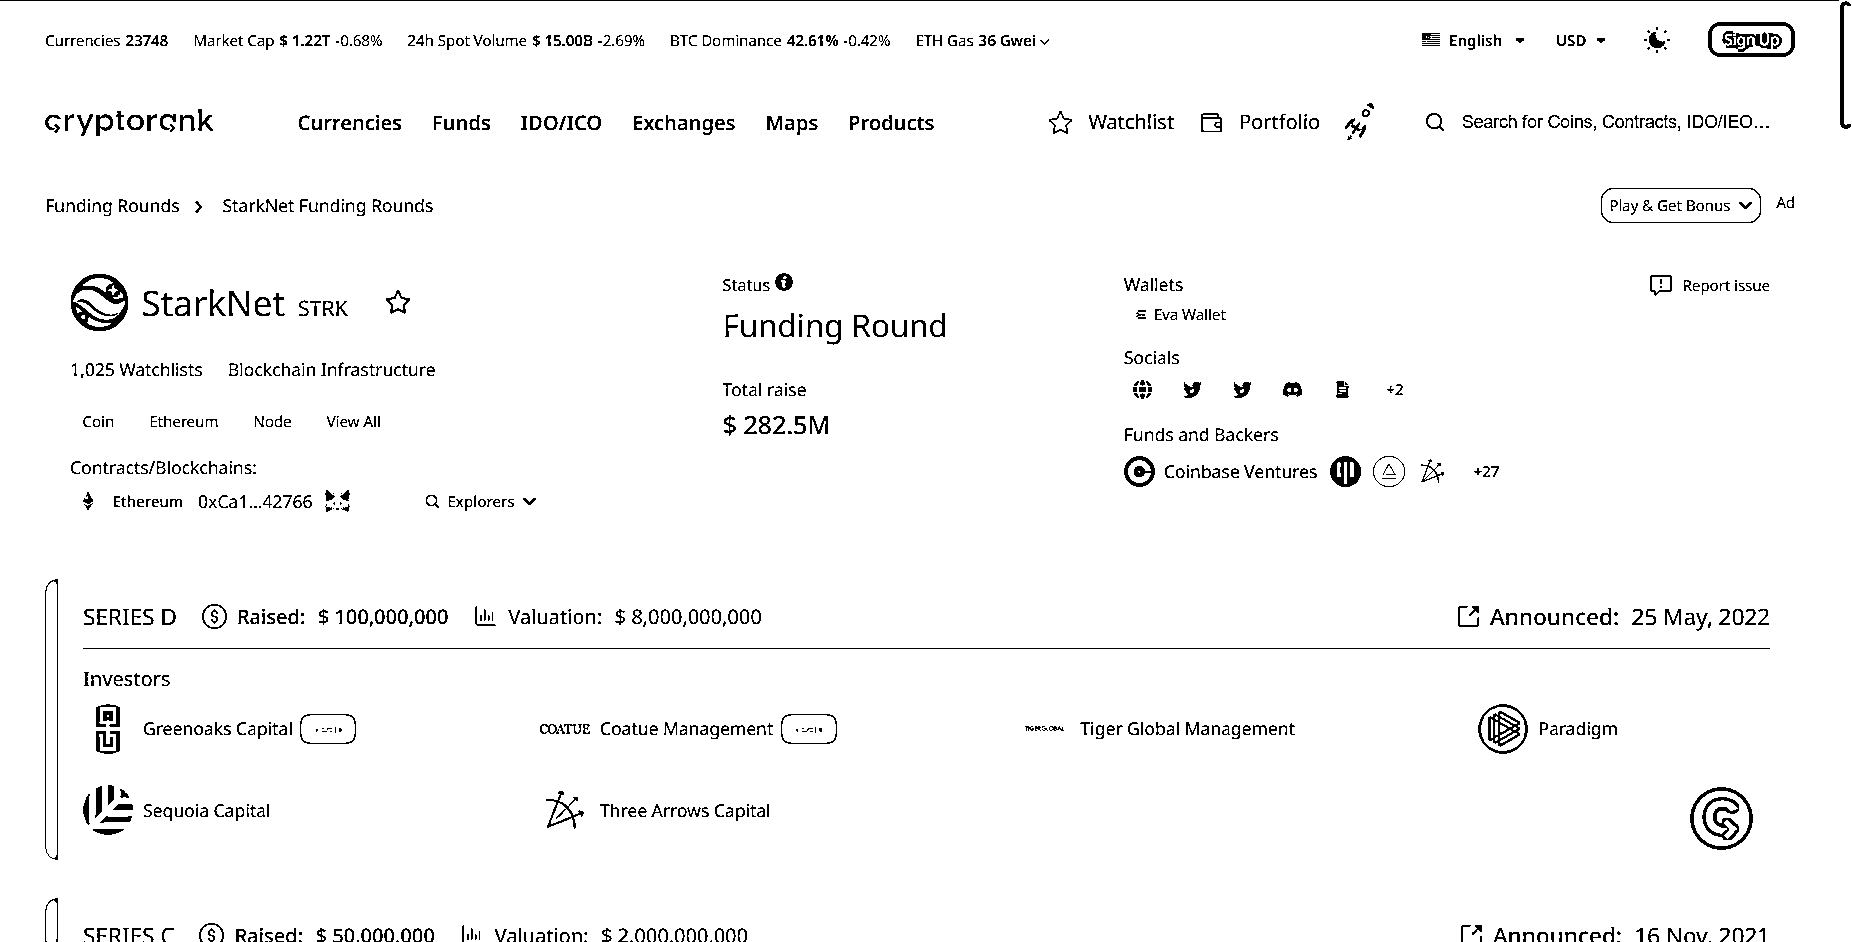 Currencies 23748 Market Cap $ 1.22T -0.68% 24h Spot Volume $ 15.00B -2.69% BTC Dominance 42.61% -0.42% ETH Gas 36 Gwei English USD Sign Up
cryptorank Currencies Funds IDO/ICO Exchanges Maps Products Watchlist Portfolio Search for Coins, Contracts, IDO/IEO...
Funding Rounds StarkNet Funding Rounds Play & Get Bonus Ad
StarkNet STRK
1,025 Watchlists Blockchain Infrastructure
Coin Ethereum Node View All
Contracts/Blockchains:
Ethereum 0xCa1...42766 Explorers
Status
Funding Round
Total raise
$ 282.5M
Wallets
Eva Wallet
Socials
+2
Funds and Backers
Coinbase Ventures +27
Report issue
SERIES D Raised: $ 100,000,000 Valuation: $ 8,000,000,000 Announced: 25 May, 2022
Investors
Greenoaks Capital COATUE Coatue Management TIGERGLOBAL Tiger Global Management Paradigm
Sequoia Capital Three Arrows Capital
SERIES C Raised: $ 50,000,000 Valuation: $ 2,000,000,000 Announced: 16 Nov, 2021